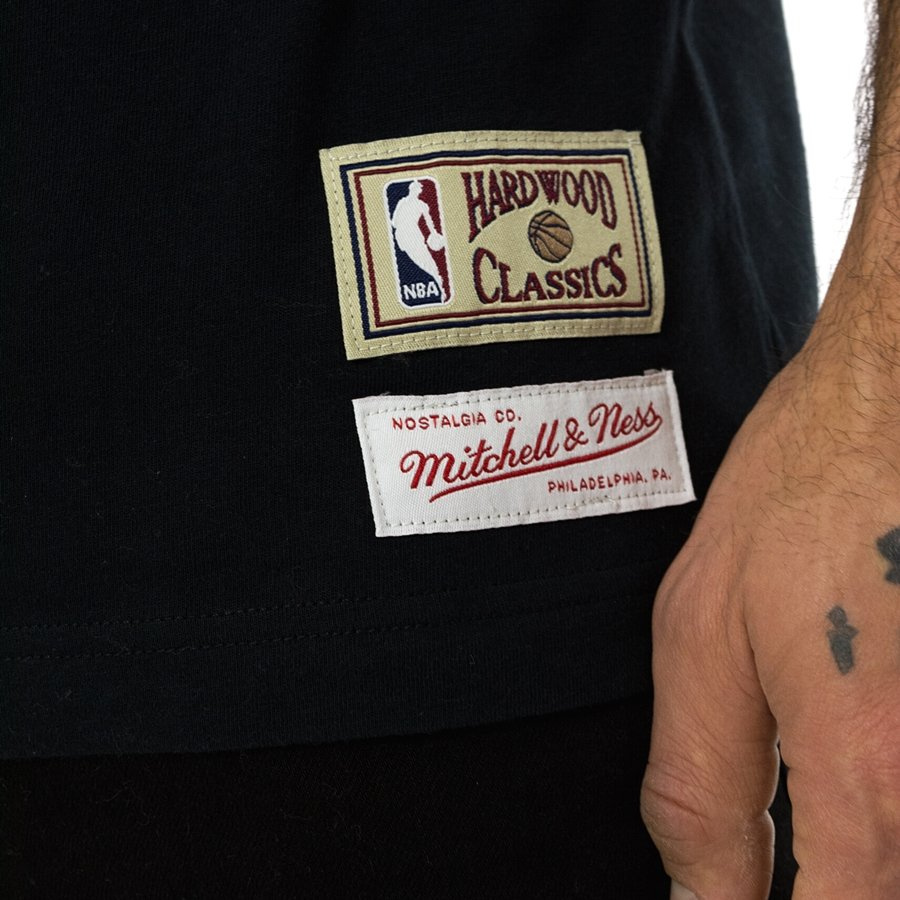 HARDWOOD
NBA
CLASSICS
NOSTALGIA CO.
Mitchell & Ness
PHILADELPHIA, PA.